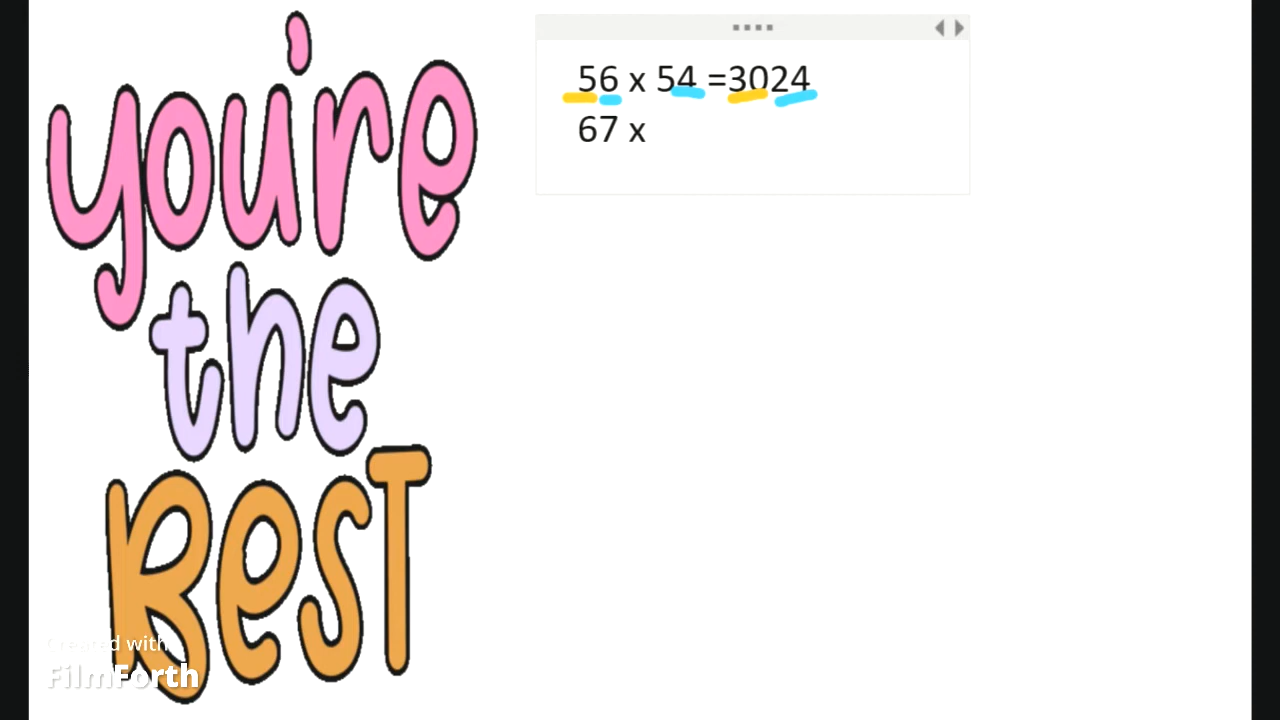 you're
the
BesT
56 x 54 =3024
67 x
Created with
FilmForth